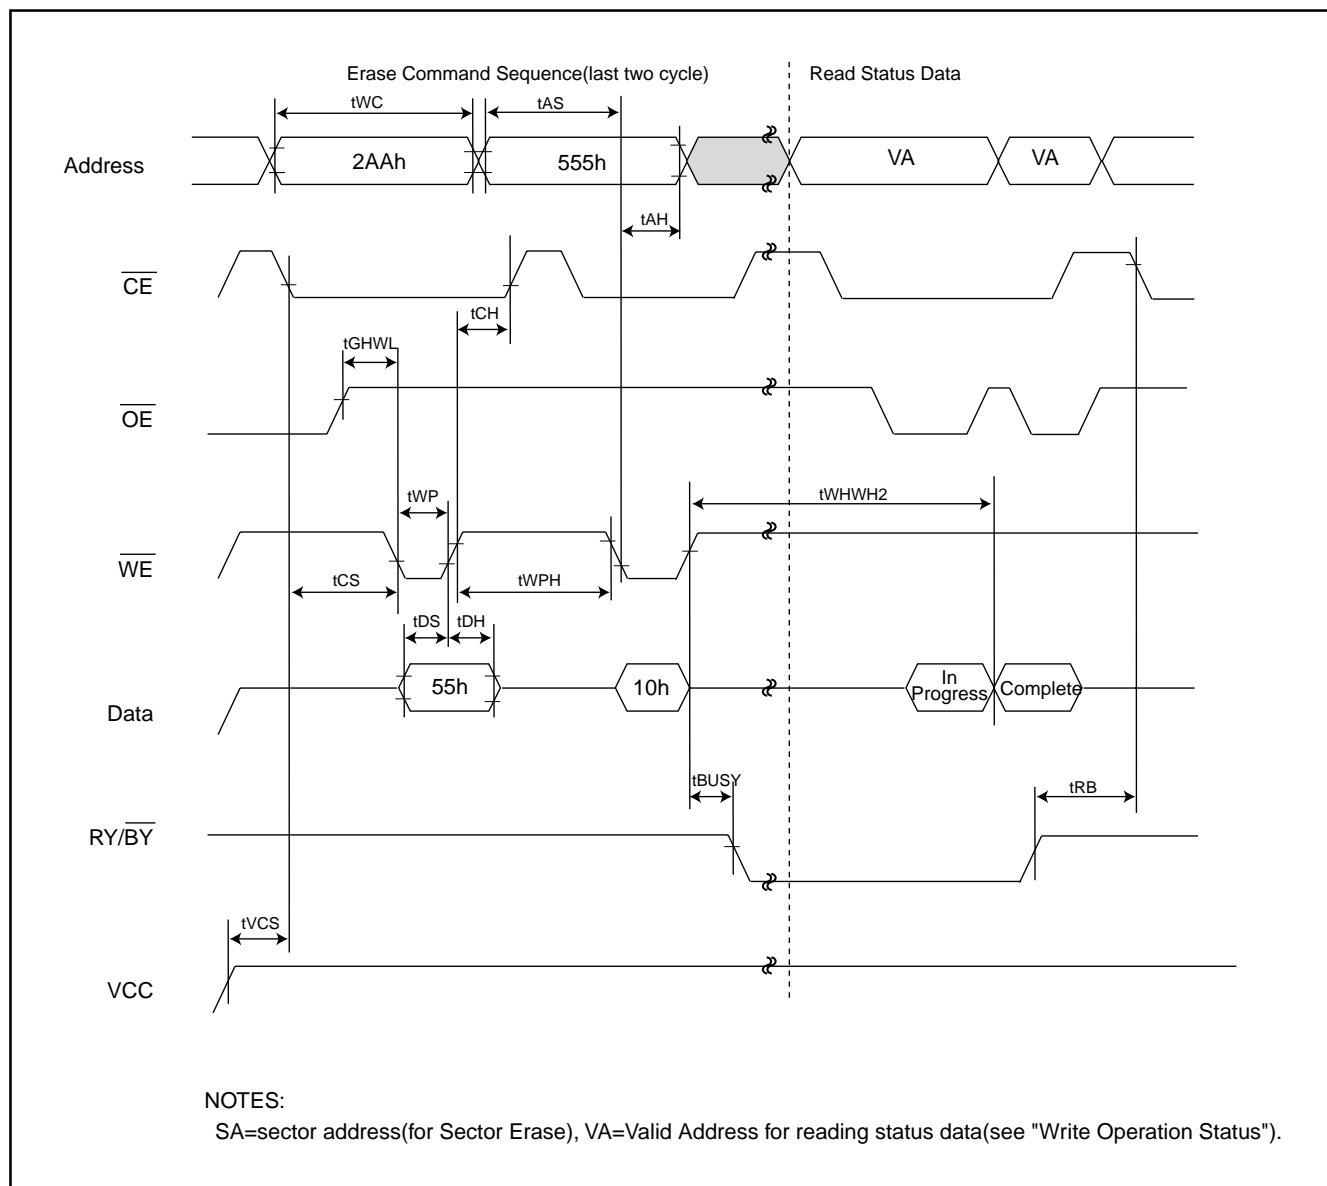 Erase Command Sequence(last two cycle)
Read Status Data
tWC
tAS
Address
2AAh
555h
VA
VA
tAH
CE
tCH
tGHWL
OE
tWP
tWHWH2
WE
tCS
tWPH
tDS
tDH
Data
55h
10h
In
Progress
Complete
tBUSY
tRB
RY/BY
tVCS
VCC
NOTES:
SA=sector address(for Sector Erase), VA=Valid Address for reading status data(see "Write Operation Status").